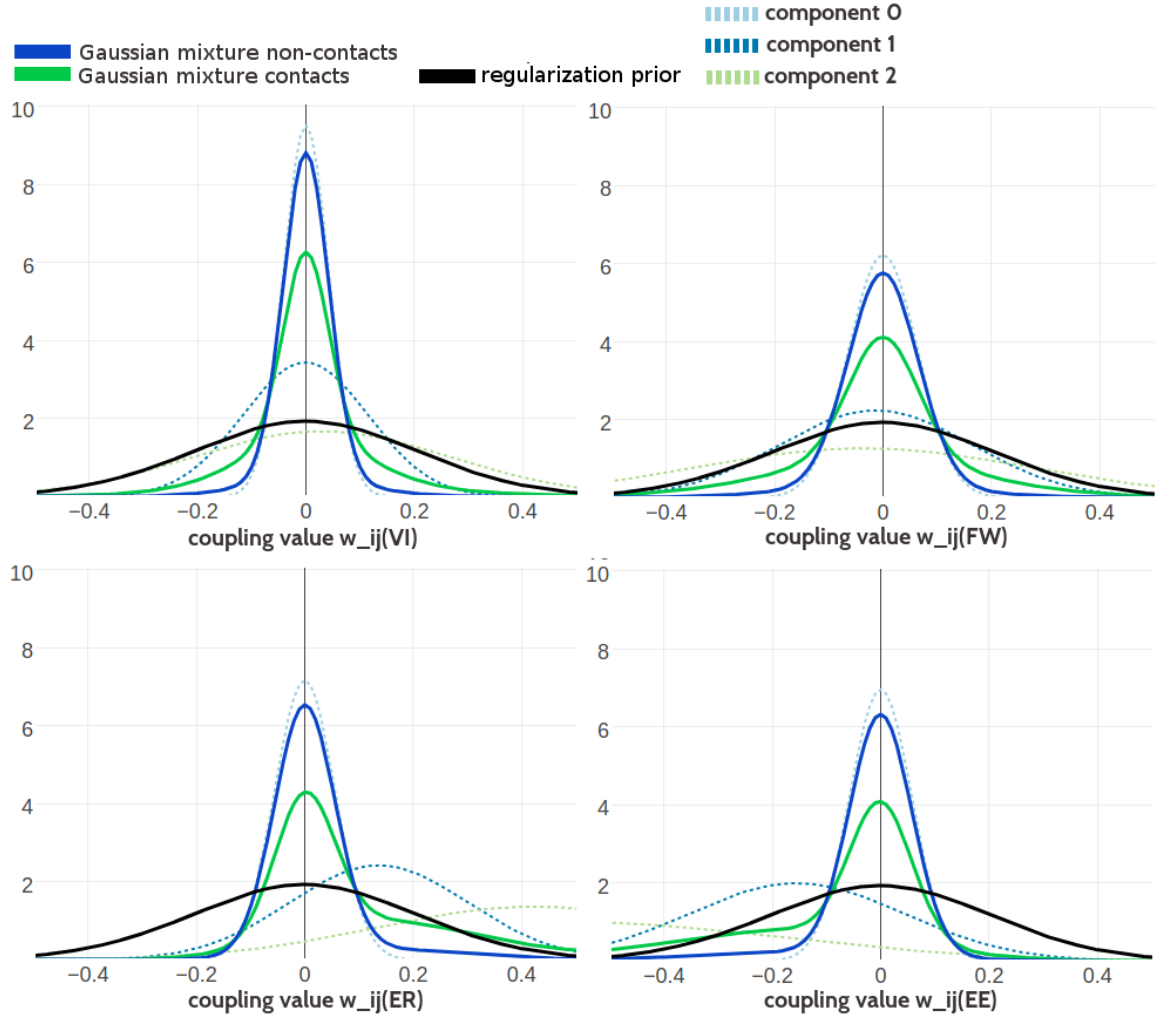 component 0
Gaussian mixture non-contacts
component 1
Gaussian mixture contacts
regularization prior
component 2
10
8
6
4
2
−0.4 −0.2 0 0.2 0.4
coupling value w_ij(VI)
10
8
6
4
2
−0.4 −0.2 0 0.2 0.4
coupling value w_ij(FW)
10
8
6
4
2
−0.4 −0.2 0 0.2 0.4
coupling value w_ij(ER)
10
8
6
4
2
−0.4 −0.2 0 0.2 0.4
coupling value w_ij(EE)